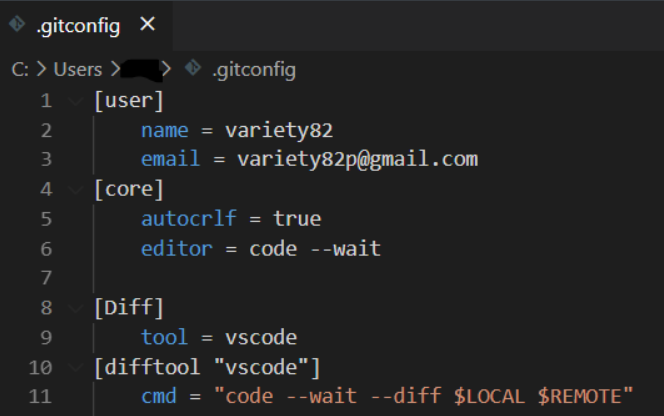 .gitconfig ×
C: > Users > > .gitconfig
1 [user]
2 name = variety82
3 email = variety82p@gmail.com
4 [core]
5 autocrlf = true
6 editor = code --wait
7
8 [Diff]
9 tool = vscode
10 [difftool "vscode"]
11 cmd = "code --wait --diff $LOCAL $REMOTE"